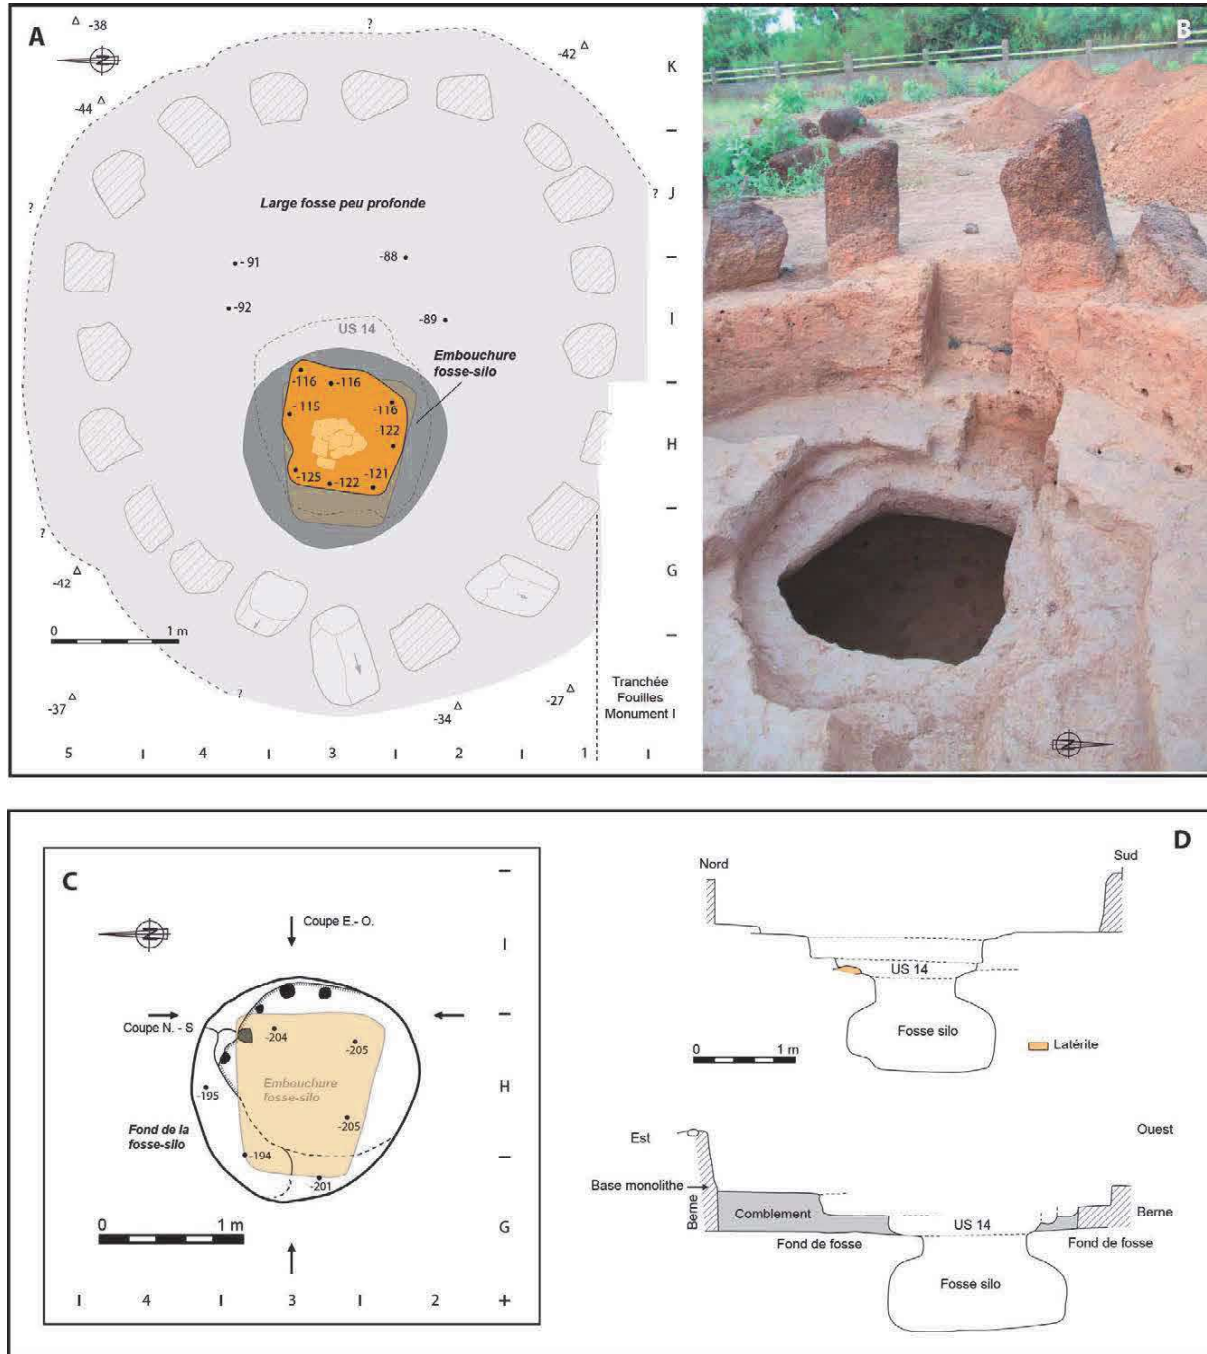 A
-38
?
-42
K
-44
J
?
?
Large fosse peu profonde
- 91
-88
-92
-89
I
US 14
Embouchure
fosse-silo
-116
-116
-115
-116
-122
H
-125
-122
-121
?
G
-42
0 1 m
?
-37
-34
-27
Tranchée
Fouilles
Monument I
5 I 4 I 3 I 2 I 1 I
B
N
C
N
Coupe E.- O.
I
Coupe N. - S
-204
-205
H
-195
Embouchure
fosse-silo
-205
Fond de la
fosse-silo
-194
-201
0 1 m
G
I 4 I 3 I 2 +
D
Nord
Sud
US 14
Fosse silo
0 1 m
Latérite
Est
Ouest
Base monolithe
Berne
Comblement
US 14
Berne
Fond de fosse
Fond de fosse
Fosse silo